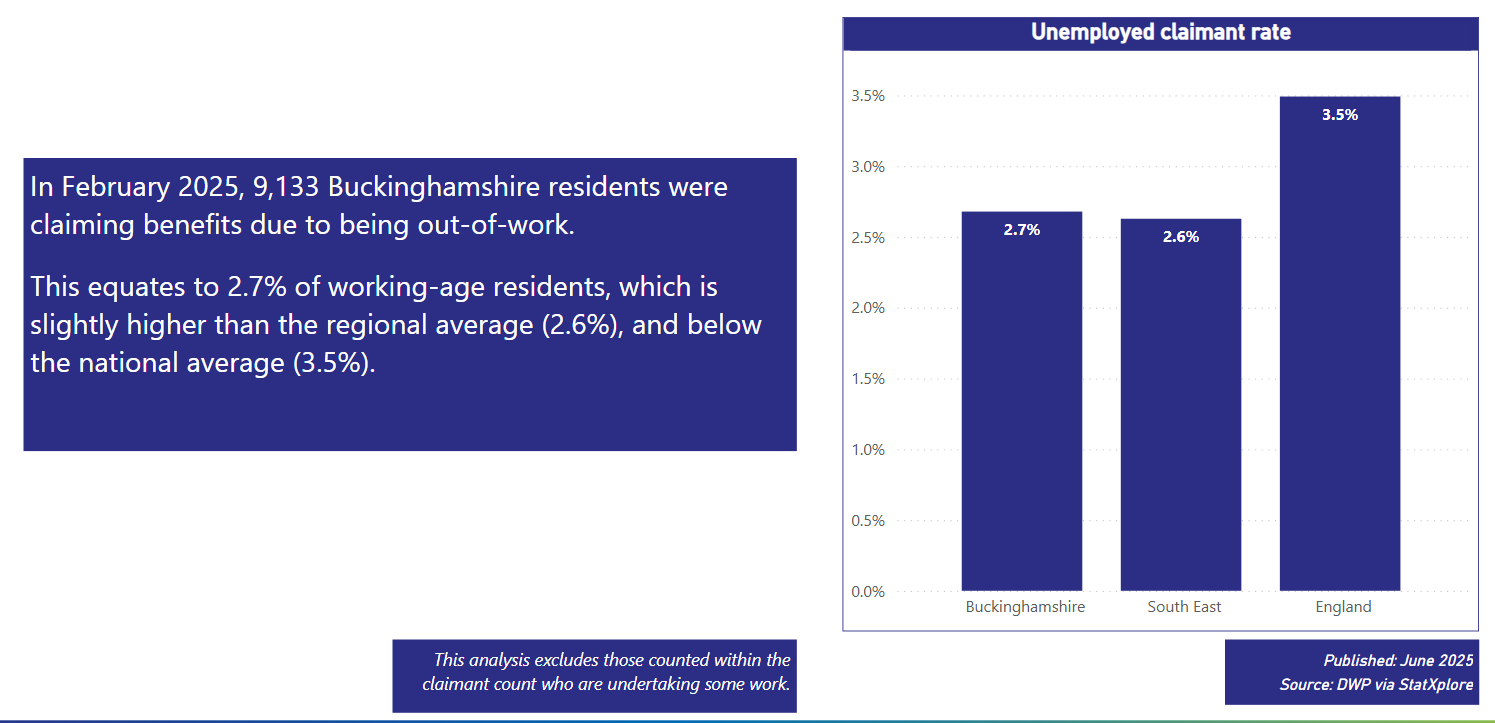 In February 2025, 9,133 Buckinghamshire residents were
claiming benefits due to being out-of-work.
This equates to 2.7% of working-age residents, which is
slightly higher than the regional average (2.6%), and below
the national average (3.5%).
This analysis excludes those counted within the
claimant count who are undertaking some work.
Unemployed claimant rate
3.5%
3.0%
2.5%
2.0%
1.5%
1.0%
0.5%
0.0%
2.7%
2.6%
3.5%
Buckinghamshire
South East
England
Published: June 2025
Source: DWP via StatXplore